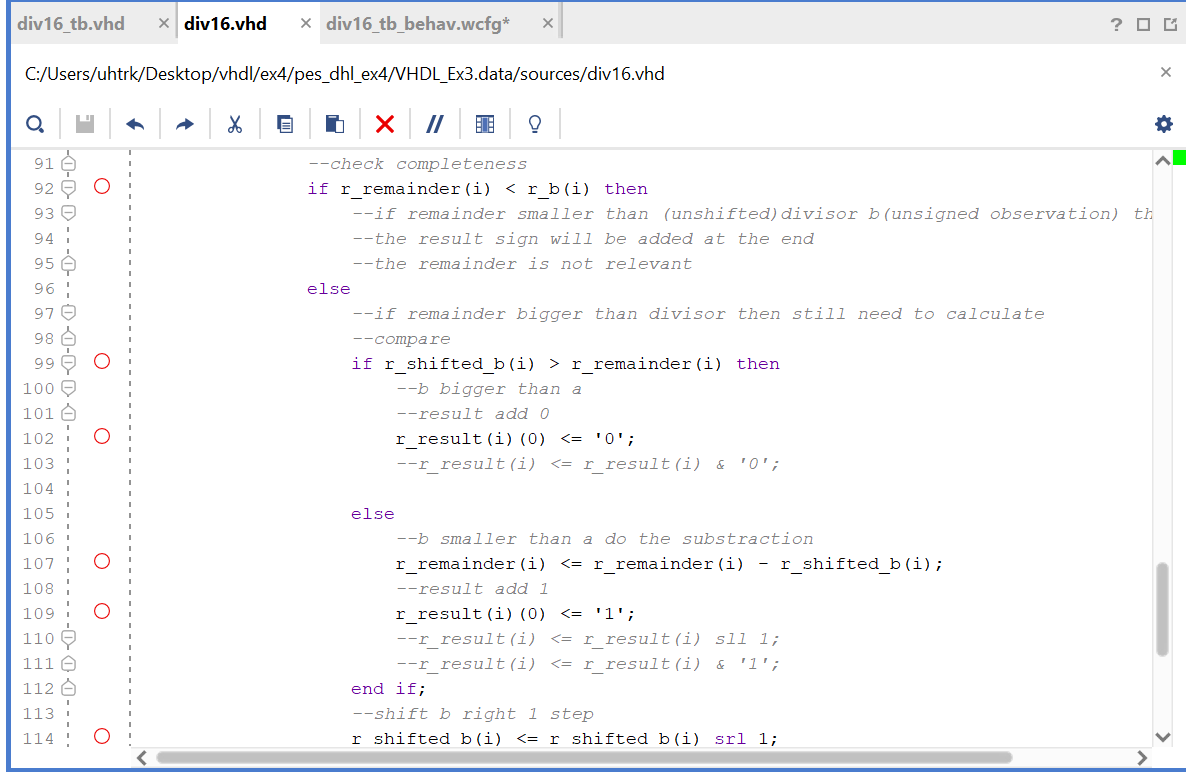 div16_tb.vhd × div16.vhd × div16_tb_behav.wcfg* × ?
C:/Users/uhtrk/Desktop/vhdl/ex4/pes_dhl_ex4/VHDL_Ex3.data/sources/div16.vhd ×
91 --check completeness
92 if r_remainder(i) < r_b(i) then
93 --if remainder smaller than (unshifted)divisor b(unsigned observation) th
94 --the result sign will be added at the end
95 --the remainder is not relevant
96 else
97 --if remainder bigger than divisor then still need to calculate
98 --compare
99 if r_shifted_b(i) > r_remainder(i) then
100 --b bigger than a
101 --result add 0
102 r_result(i)(0) <= '0';
103 --r_result(i) <= r_result(i) & '0';
104
105 else
106 --b smaller than a do the substraction
107 r_remainder(i) <= r_remainder(i) - r_shifted_b(i);
108 --result add 1
109 r_result(i)(0) <= '1';
110 --r_result(i) <= r_result(i) sll 1;
111 --r_result(i) <= r_result(i) & '1';
112 end if;
113 --shift b right 1 step
114 r_shifted_b(i) <= r_shifted_b(i) srl 1;